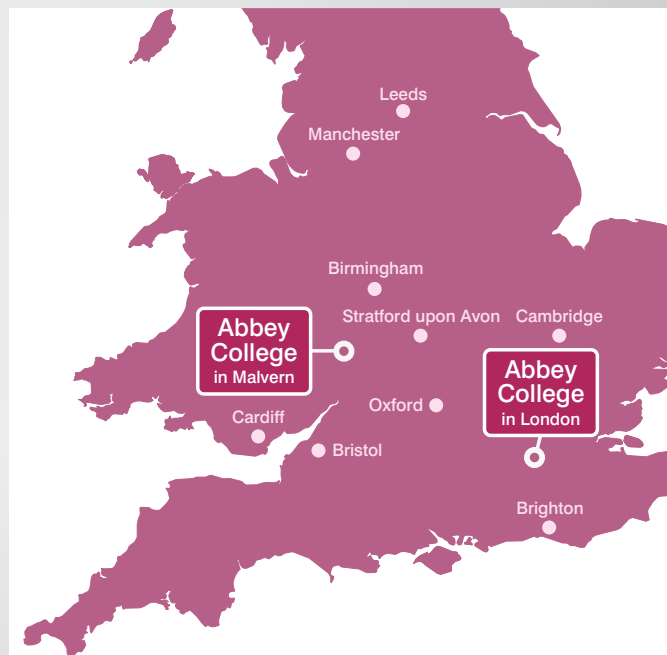 Leeds
Manchester
Birmingham
Stratford upon Avon
Cambridge
Abbey
College
in Malvern
Abbey
College
in London
Oxford
Cardiff
Bristol
Brighton